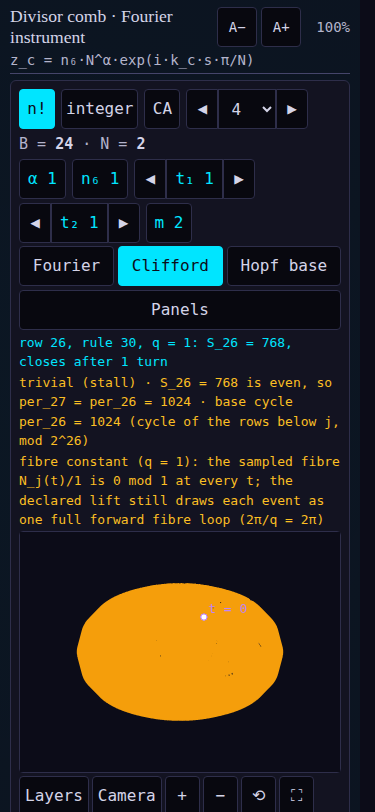 Divisor comb · Fourier instrument
A− A+ 100%
z_c = n₆·N^α·exp(i·k_c·s·π/N)
n! integer CA ◀ 4 ▶
B = 24 · N = 2
α 1 n₆ 1 ◀ t₁ 1 ▶
◀ t₂ 1 ▶ m 2
Fourier Clifford Hopf base
Panels
row 26, rule 30, q = 1: S_26 = 768,
closes after 1 turn
trivial (stall) · S_26 = 768 is even, so
per_27 = per_26 = 1024 · base cycle
per_26 = 1024 (cycle of the rows below j,
mod 2^26)
fibre constant (q = 1): the sampled fibre
N_j(t)/1 is 0 mod 1 at every t; the
declared lift still draws each event as
one full forward fibre loop (2π/q = 2π)
Layers Camera + − ⟲ ⛶